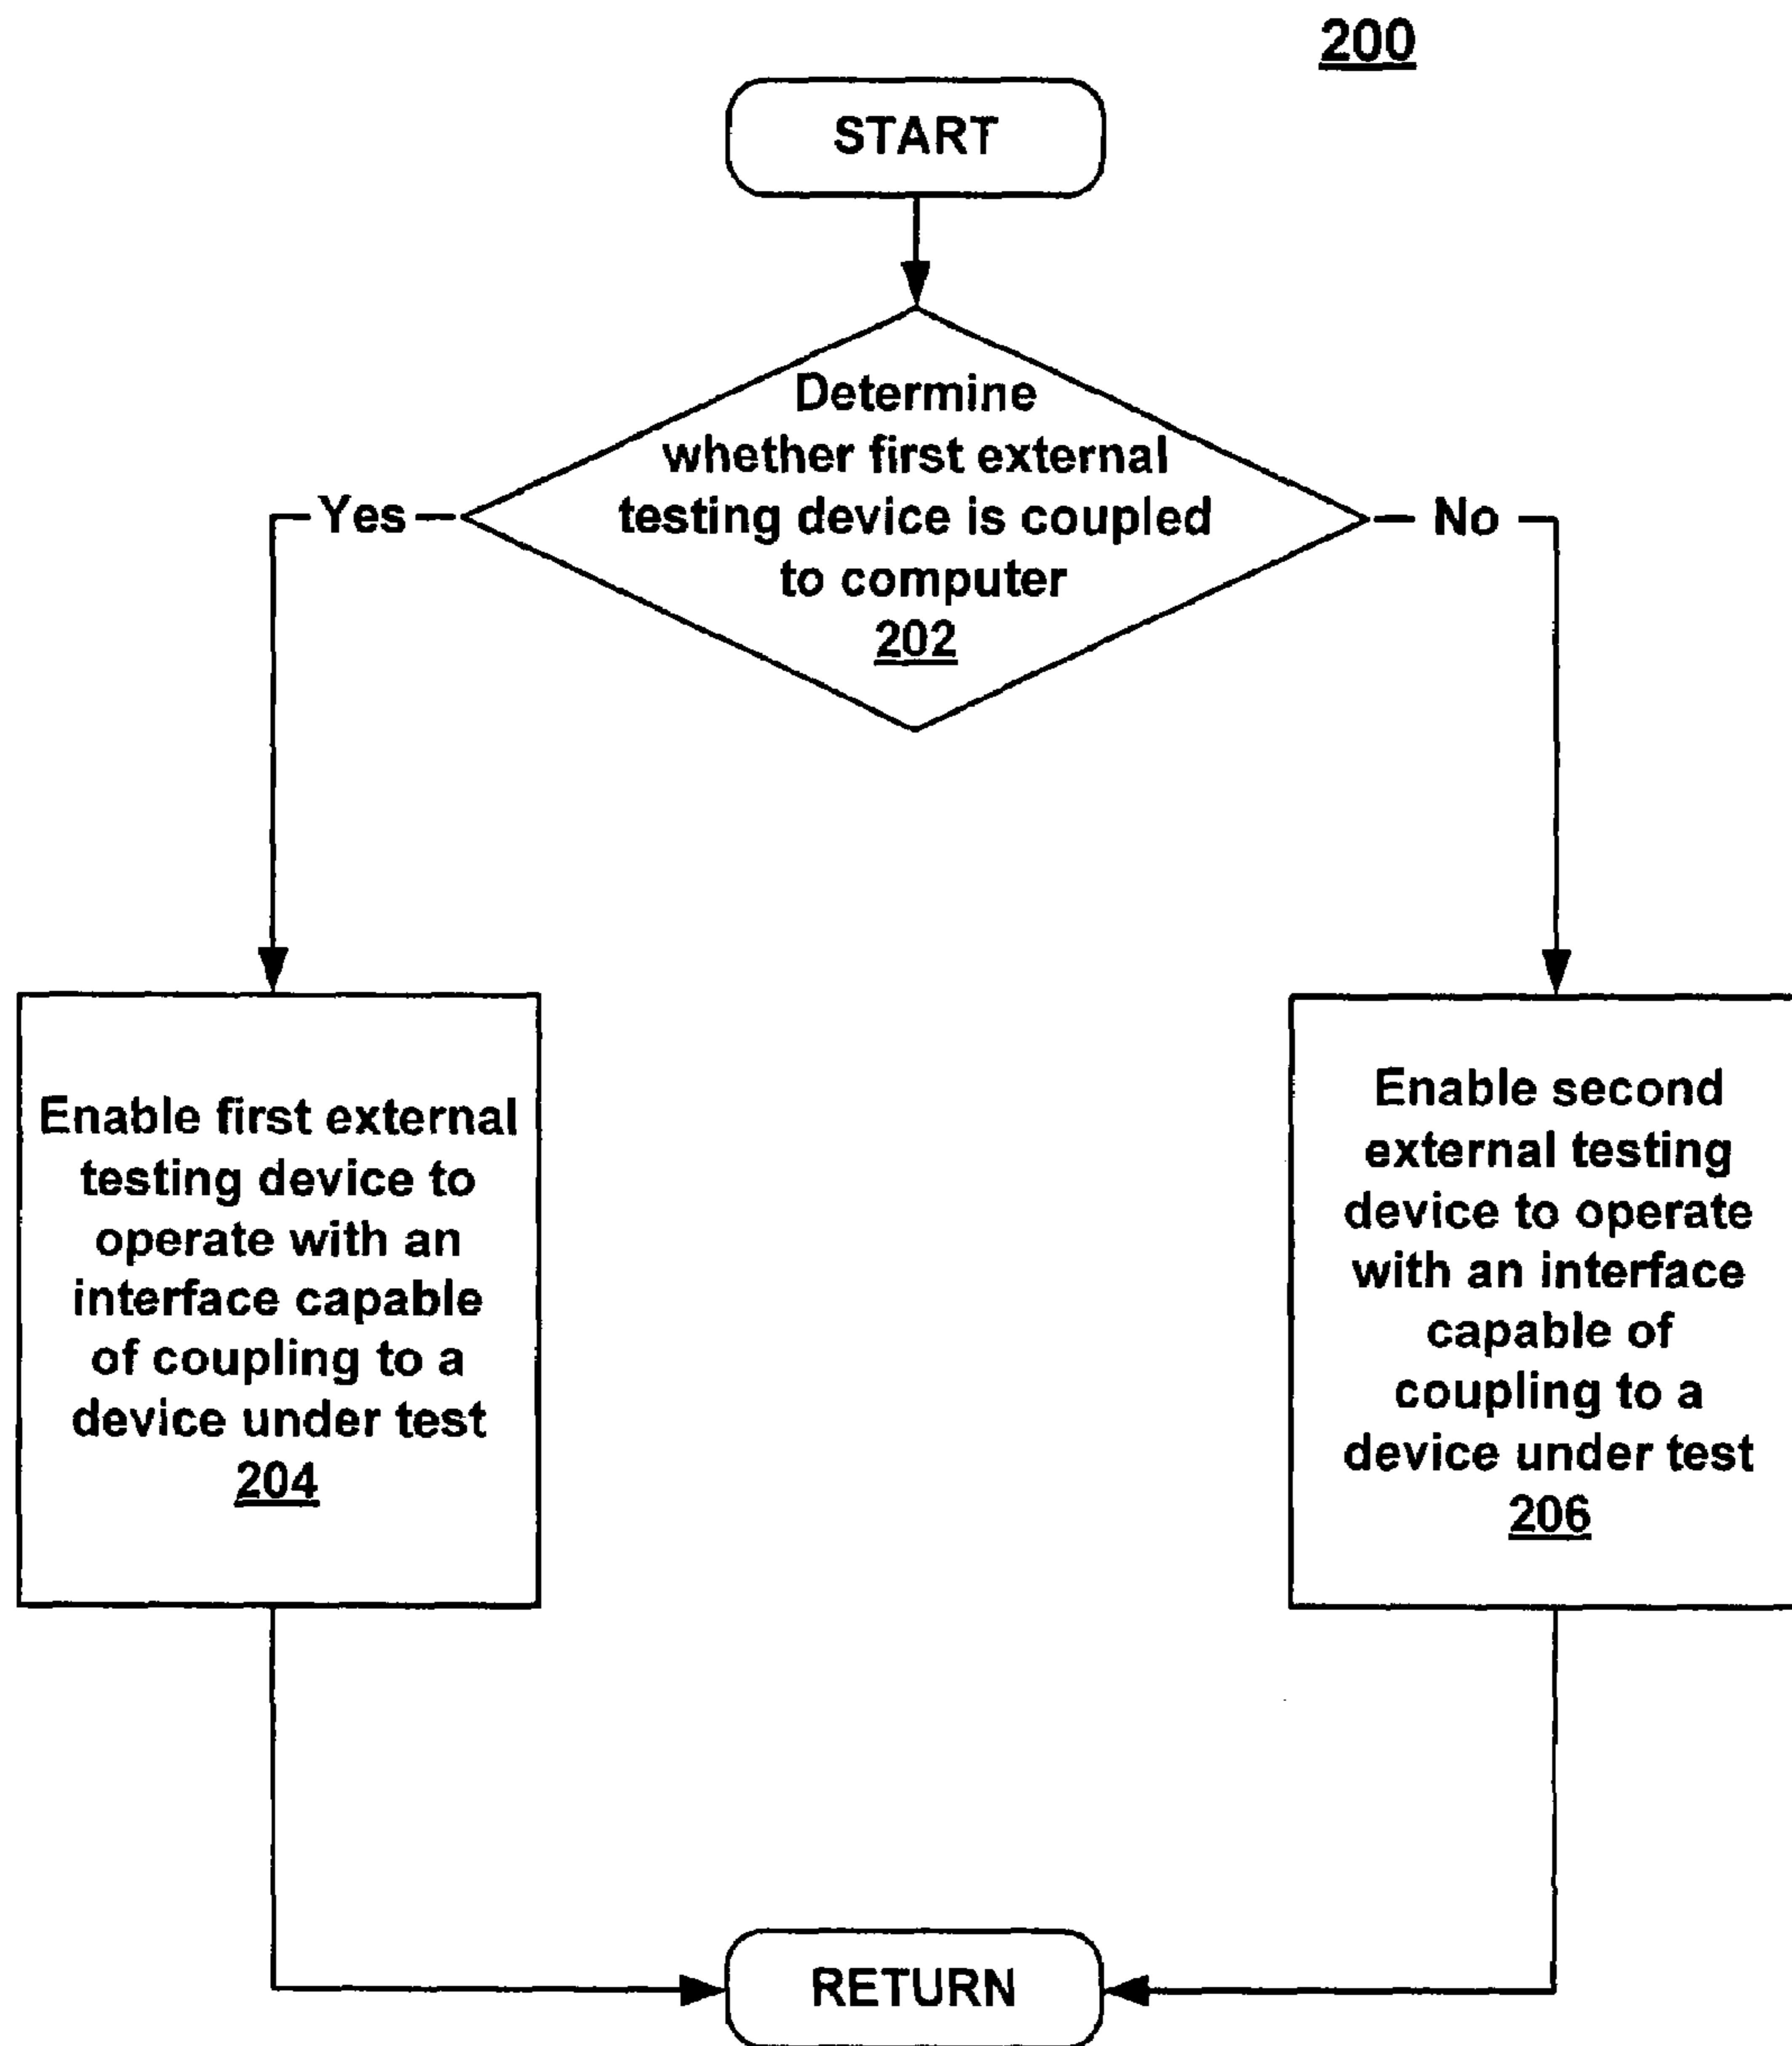 200
START
Determine
whether first external
testing device is coupled
to computer
202
Yes
No
Enable first external
testing device to
operate with an
interface capable
of coupling to a
device under test
204
Enable second
external testing
device to operate
with an interface
capable of
coupling to a
device under test
206
RETURN